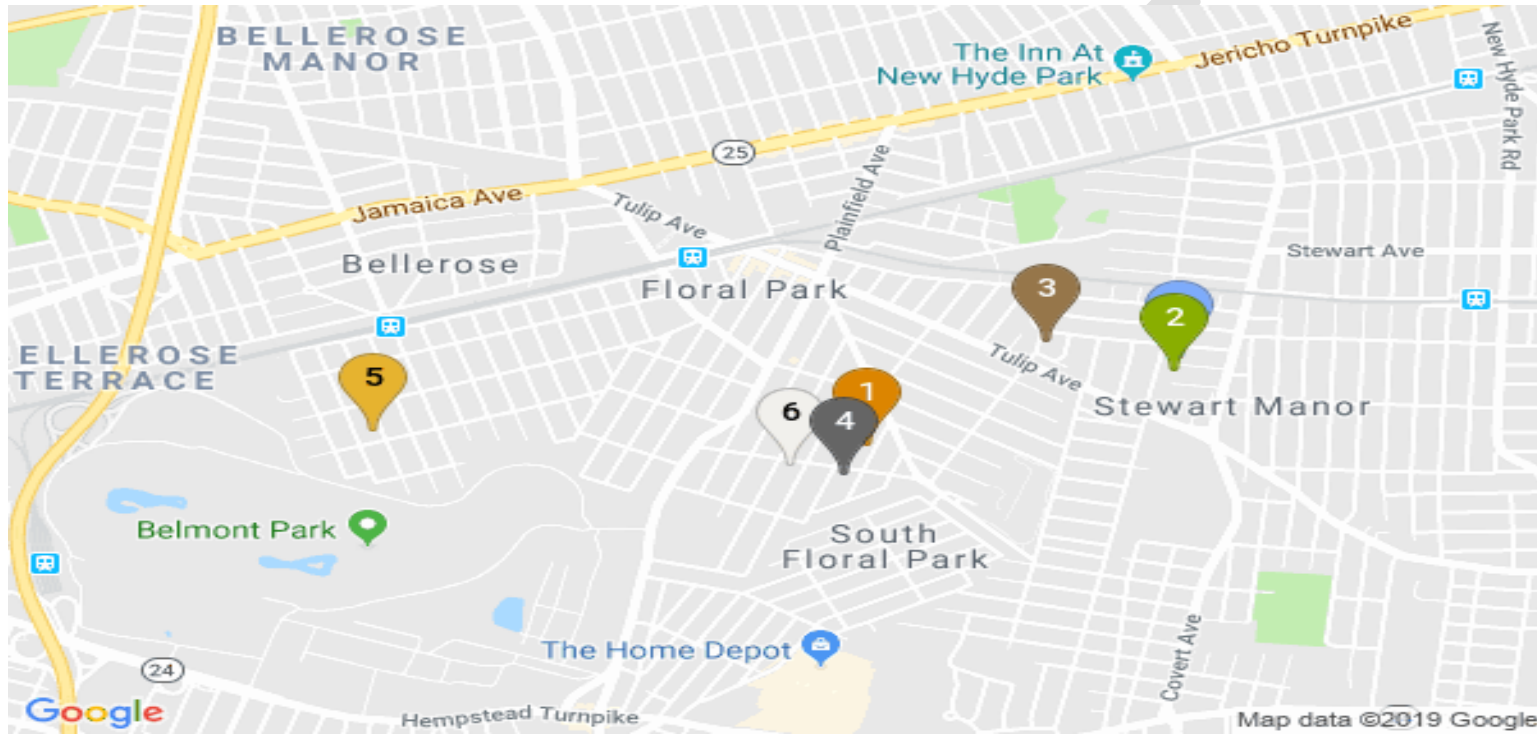 BELLEROSE
MANOR
The Inn At
New Hyde Park
Jericho Turnpike
New Hyde Park Rd
25
Plainfield Ave
Jamaica Ave
Tulip Ave
Stewart Ave
Bellerose
Floral Park
3
2
ELLEROSE
TERRACE
5
Tulip Ave
1
6
4
Stewart Manor
Belmont Park
South
Floral Park
The Home Depot
Covert Ave
24
Google
Hempstead Turnpike
Map data ©2019 Google